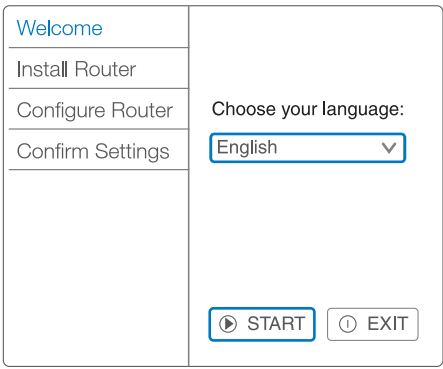 Welcome
Install Router
Configure Router
Confirm Settings
Choose your language:
English
START
EXIT